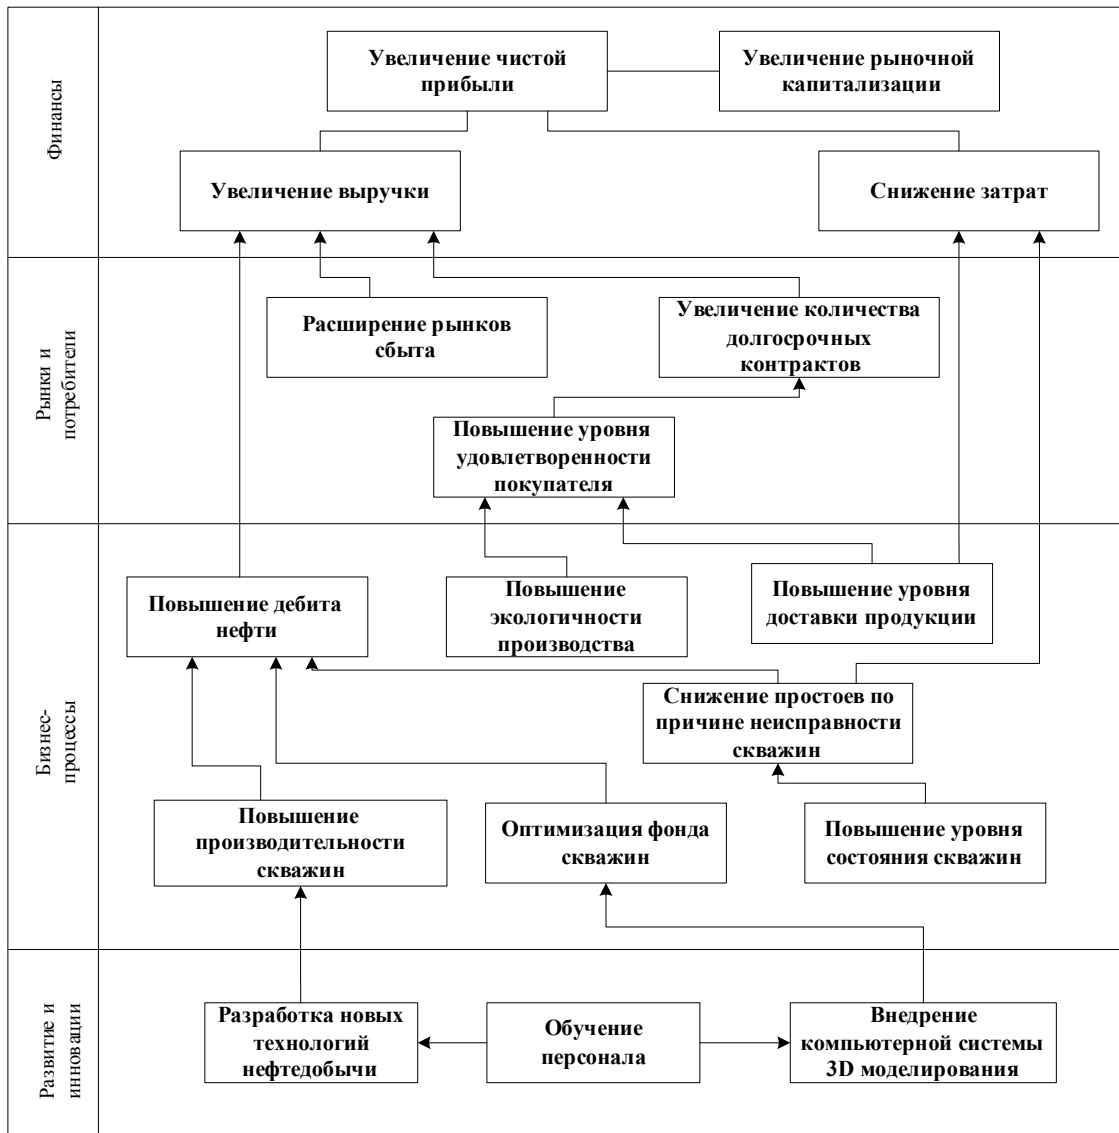 Финансы
Увеличение чистой
прибыли
Увеличение рыночной
капитализации
Увеличение выручки
Снижение затрат
Рынки и
потребители
Расширение рынков
сбыта
Увеличение количества
долгосрочных
контрактов
Повышение уровня
удовлетворенности
покупателя
Бизнес-
процессы
Повышение дебита
нефти
Повышение
экологичности
производства
Повышение уровня
доставки продукции
Снижение простоев по
причине неисправности
скважин
Повышение
производительности
скважин
Оптимизация фонда
скважин
Повышение уровня
состояния скважин
Развитие и
инновации
Разработка новых
технологий
нефтедобычи
Обучение
персонала
Внедрение
компьютерной системы
3D моделирования